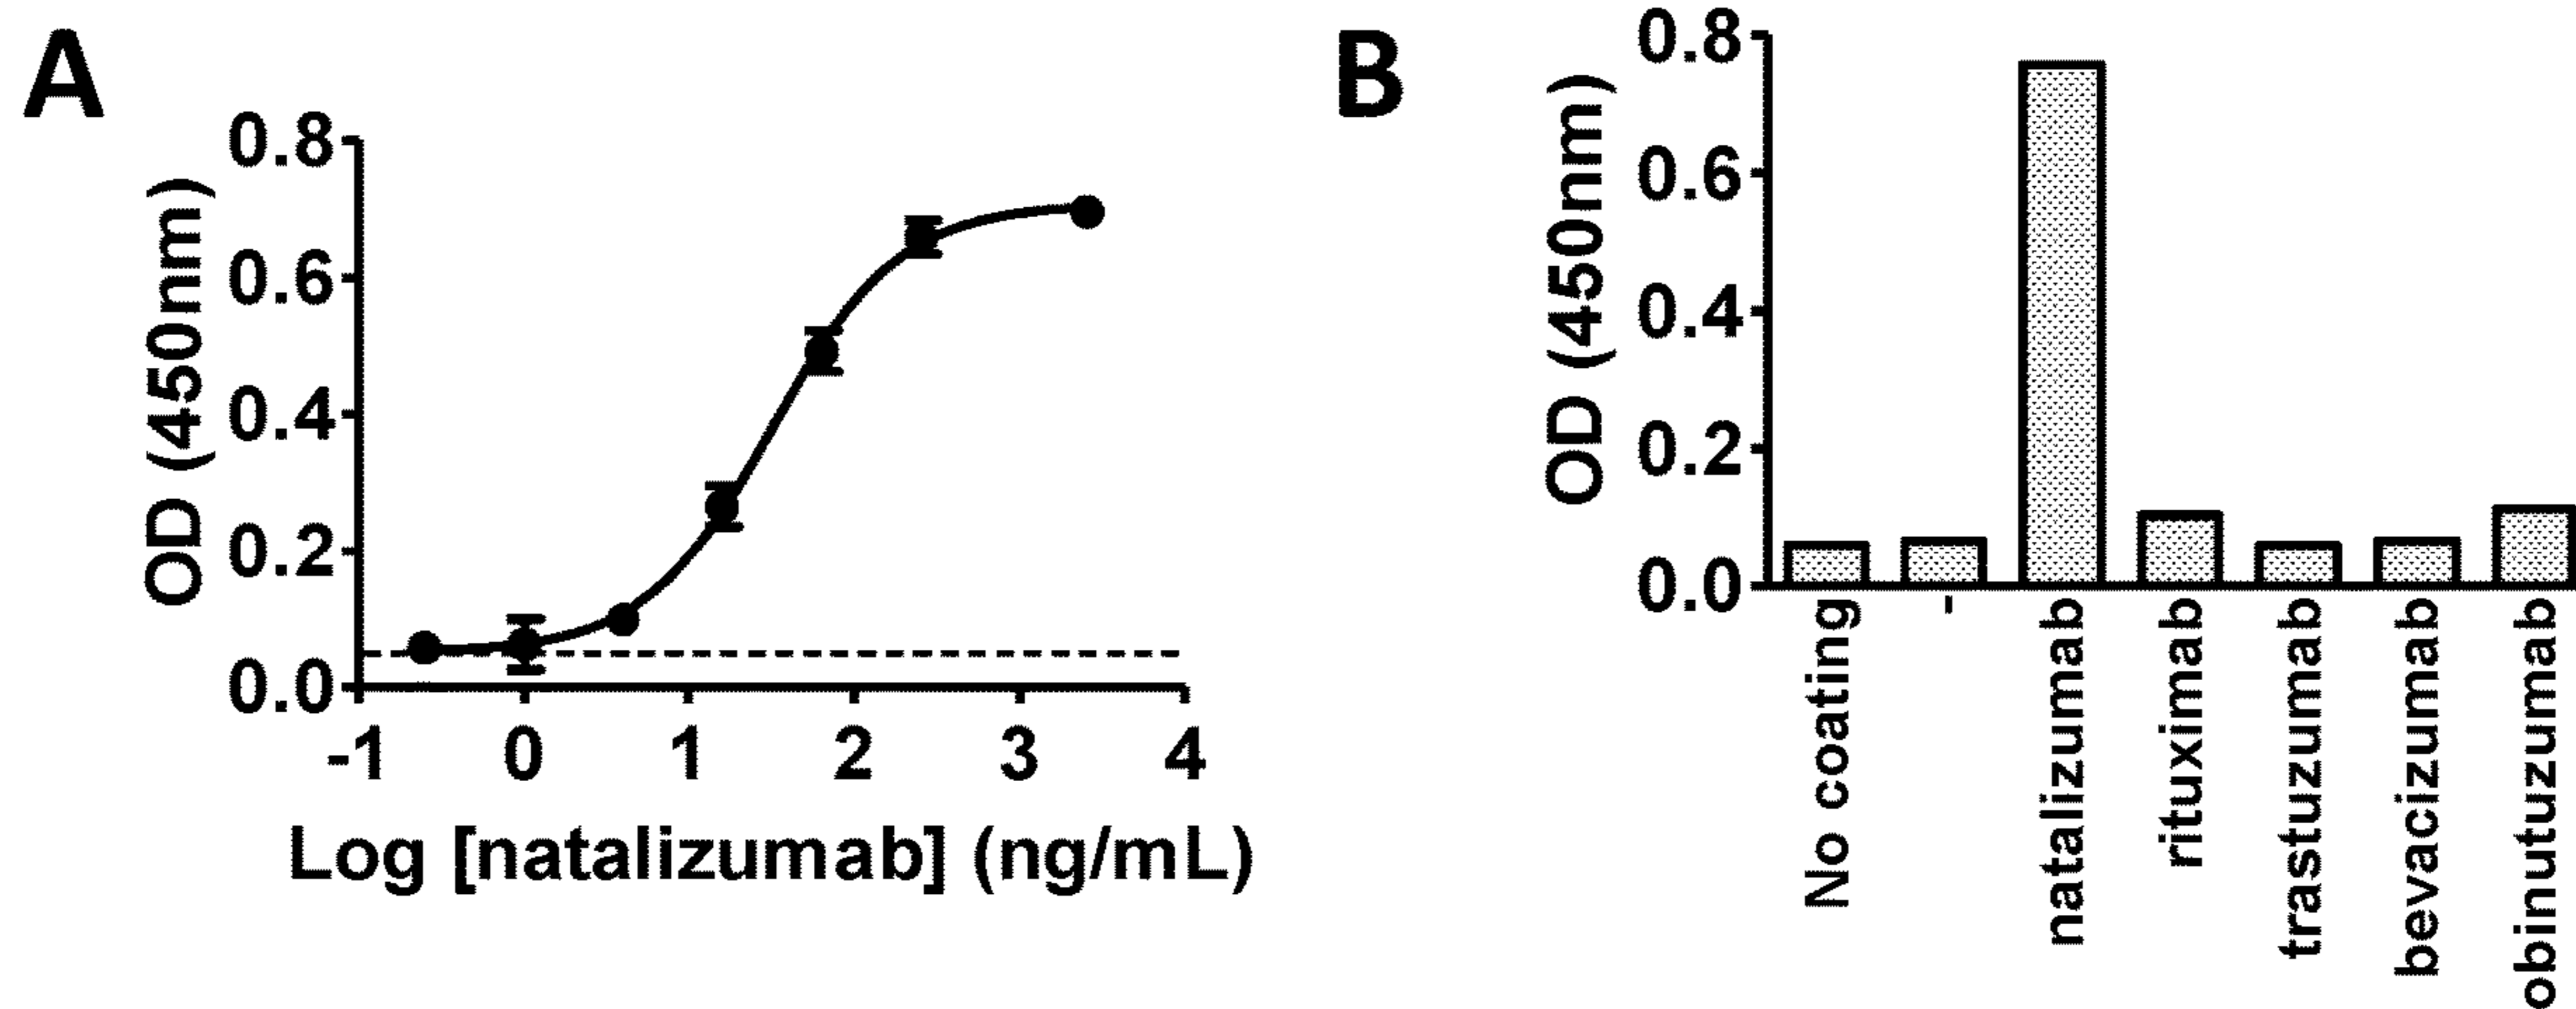 A
OD (450nm)
0.8
0.6
0.4
0.2
0.0
-1 0 1 2 3 4
Log [natalizumab] (ng/mL)
B
OD (450nm)
0.8
0.6
0.4
0.2
0.0
No coating
-
natalizumab
rituximab
trastuzumab
bevacizumab
obinutuzumab